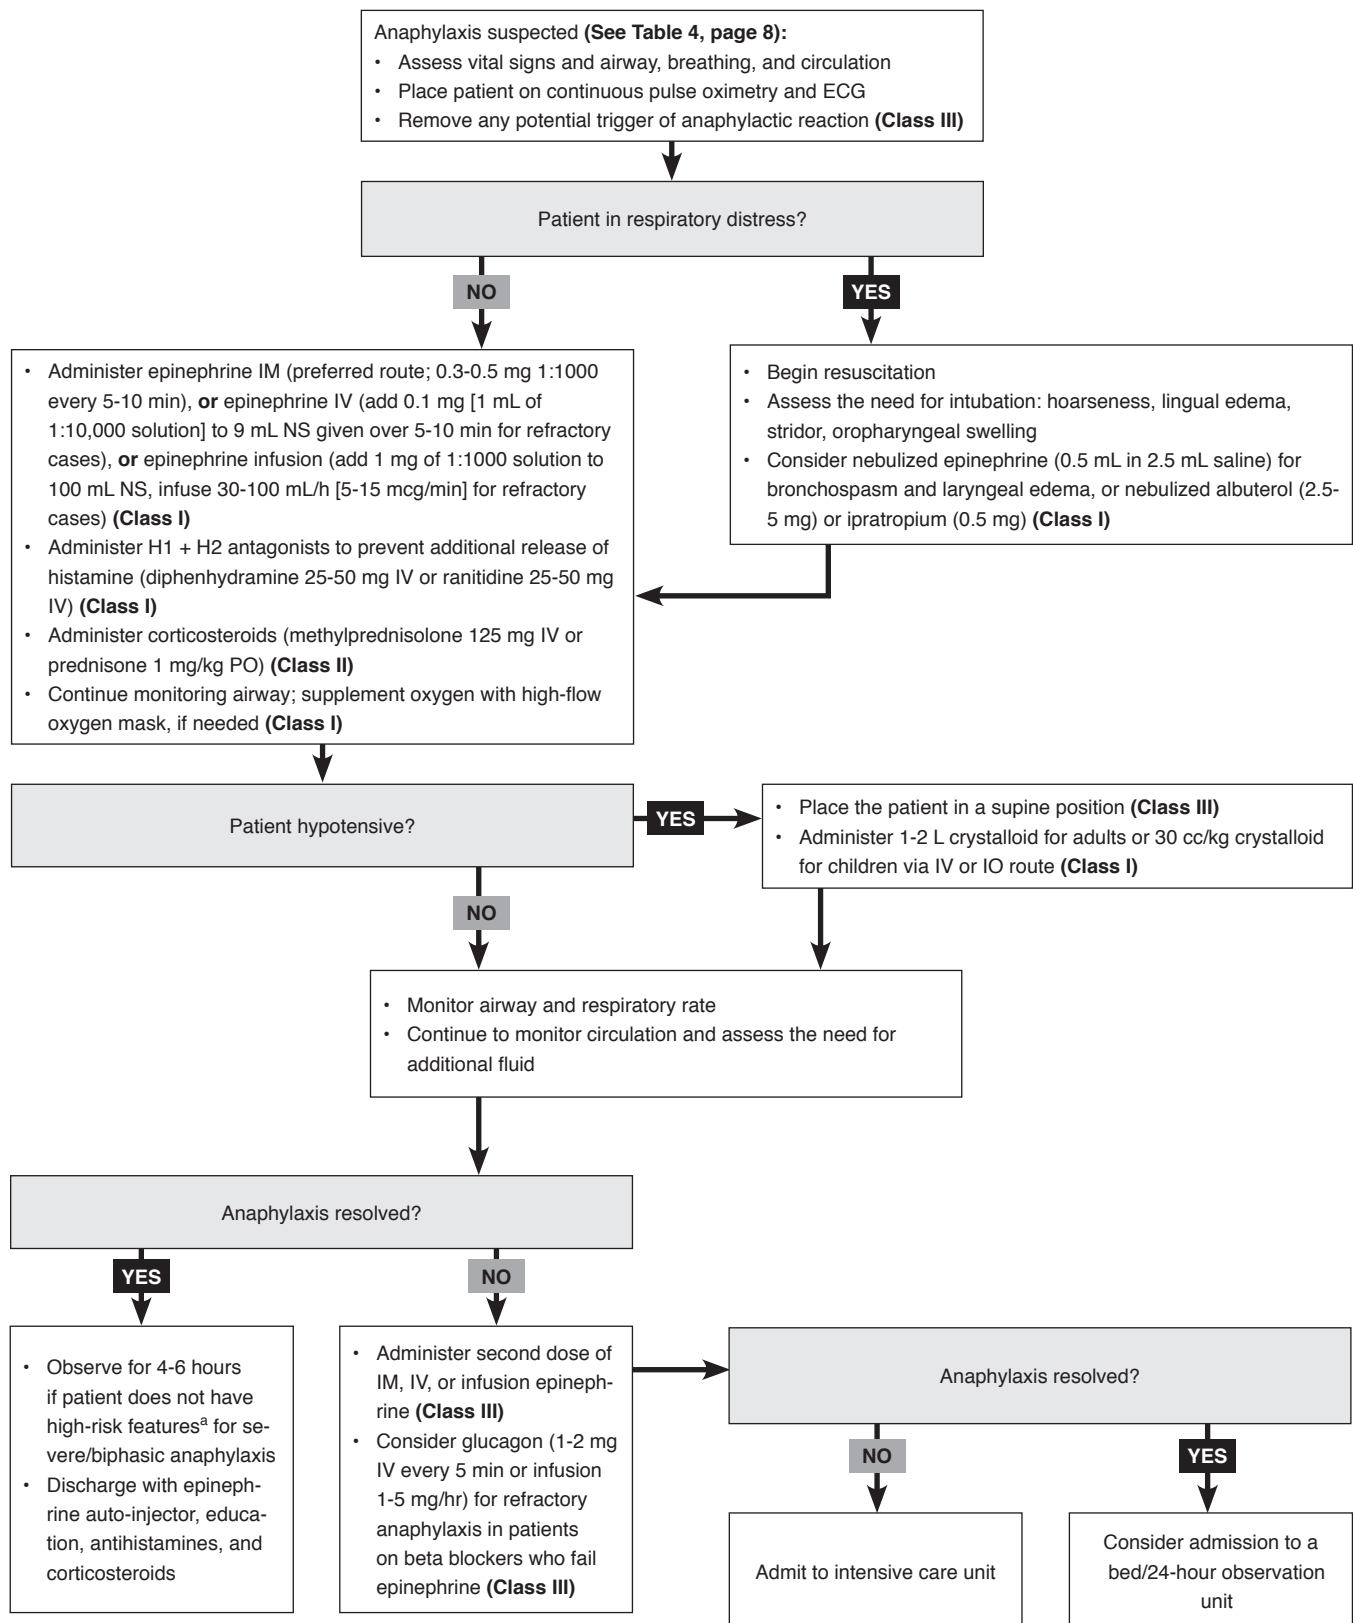 Anaphylaxis suspected (See Table 4, page 8):
• Assess vital signs and airway, breathing, and circulation
• Place patient on continuous pulse oximetry and ECG
• Remove any potential trigger of anaphylactic reaction (Class III)
Patient in respiratory distress?
NO
YES
• Administer epinephrine IM (preferred route; 0.3-0.5 mg 1:1000
every 5-10 min), or epinephrine IV (add 0.1 mg [1 mL of
1:10,000 solution] to 9 mL NS given over 5-10 min for refractory
cases), or epinephrine infusion (add 1 mg of 1:1000 solution to
100 mL NS, infuse 30-100 mL/h [5-15 mcg/min] for refractory
cases) (Class I)
• Administer H1 + H2 antagonists to prevent additional release of
histamine (diphenhydramine 25-50 mg IV or ranitidine 25-50 mg
IV) (Class I)
• Administer corticosteroids (methylprednisolone 125 mg IV or
prednisone 1 mg/kg PO) (Class II)
• Continue monitoring airway; supplement oxygen with high-flow
oxygen mask, if needed (Class I)
• Begin resuscitation
• Assess the need for intubation: hoarseness, lingual edema,
stridor, oropharyngeal swelling
• Consider nebulized epinephrine (0.5 mL in 2.5 mL saline) for
bronchospasm and laryngeal edema, or nebulized albuterol (2.5-
5 mg) or ipratropium (0.5 mg) (Class I)
Patient hypotensive?
YES
• Place the patient in a supine position (Class III)
• Administer 1-2 L crystalloid for adults or 30 cc/kg crystalloid
for children via IV or IO route (Class I)
NO
• Monitor airway and respiratory rate
• Continue to monitor circulation and assess the need for
additional fluid
Anaphylaxis resolved?
YES
NO
• Observe for 4-6 hours
if patient does not have
high-risk featuresᵃ for se-
vere/biphasic anaphylaxis
• Discharge with epineph-
rine auto-injector, educa-
tion, antihistamines, and
corticosteroids
• Administer second dose of
IM, IV, or infusion epineph-
rine (Class III)
• Consider glucagon (1-2 mg
IV every 5 min or infusion
1-5 mg/hr) for refractory
anaphylaxis in patients
on beta blockers who fail
epinephrine (Class III)
Anaphylaxis resolved?
NO
YES
Admit to intensive care unit
Consider admission to a
bed/24-hour observation
unit